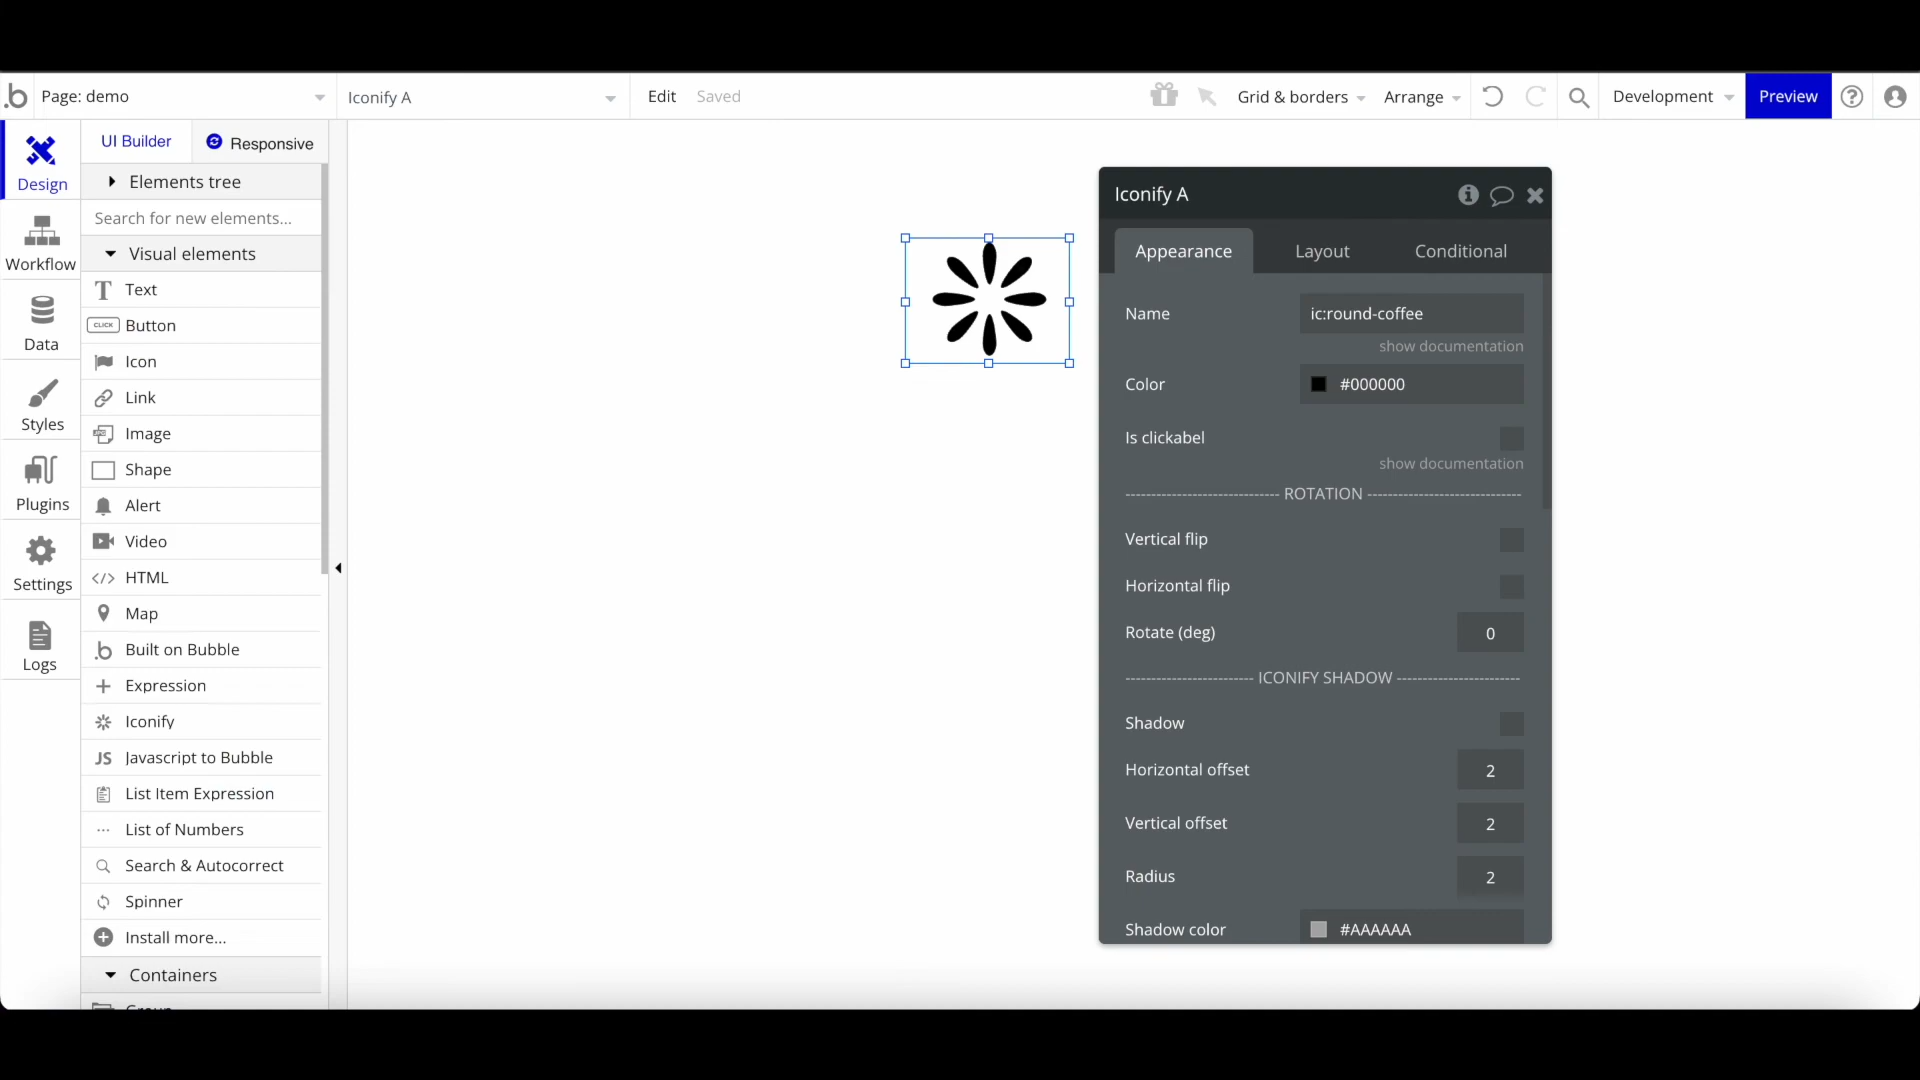 .b Page: demo Iconify A Edit Saved Grid & borders Arrange Development Preview
UI Builder Responsive
Design
Elements tree
Search for new elements...
Visual elements
Workflow
Text
Button
Data
Icon
Link
Styles
Image
Shape
Plugins
Alert
Video
Settings
HTML
Map
Logs
Built on Bubble
Expression
Iconify
JS Javascript to Bubble
List Item Expression
List of Numbers
Search & Autocorrect
Spinner
Install more...
Containers
Group
Iconify A
Appearance Layout Conditional
Name ic:round-coffee
show documentation
Color #000000
Is clickabel
show documentation
------------------------------ ROTATION ------------------------------
Vertical flip
Horizontal flip
Rotate (deg) 0
------------------------- ICONIFY SHADOW ------------------------
Shadow
Horizontal offset 2
Vertical offset 2
Radius 2
Shadow color #AAAAAA